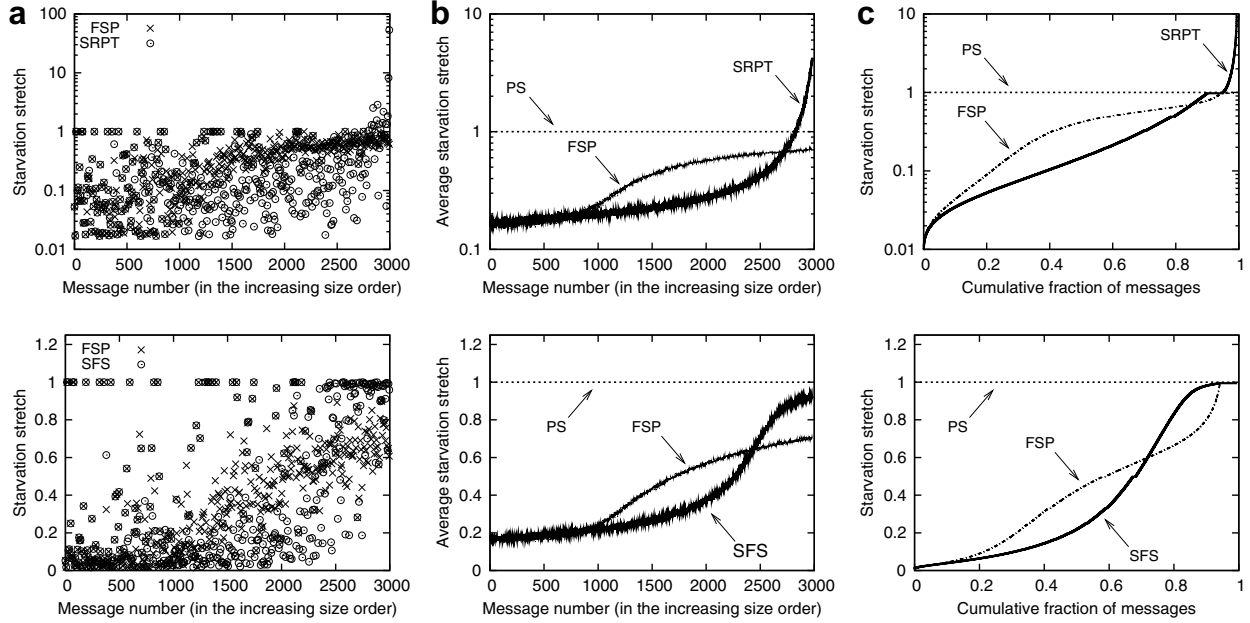 a
FSP
SRPT
100
10
1
0.1
0.01
Starvation stretch
0 500 1000 1500 2000 2500 3000
Message number (in the increasing size order)
b
10
1
0.1
Average starvation stretch
PS
FSP
SRPT
0 500 1000 1500 2000 2500 3000
Message number (in the increasing size order)
c
10
1
0.1
0.01
Starvation stretch
PS
FSP
SRPT
0 0.2 0.4 0.6 0.8 1
Cumulative fraction of messages
FSP
SFS
1.2
1
0.8
0.6
0.4
0.2
0
Starvation stretch
0 500 1000 1500 2000 2500 3000
Message number (in the increasing size order)
1.2
1
0.8
0.6
0.4
0.2
0
Average starvation stretch
PS
FSP
SFS
0 500 1000 1500 2000 2500 3000
Message number (in the increasing size order)
1.2
1
0.8
0.6
0.4
0.2
0
Starvation stretch
PS
FSP
SFS
0 0.2 0.4 0.6 0.8 1
Cumulative fraction of messages